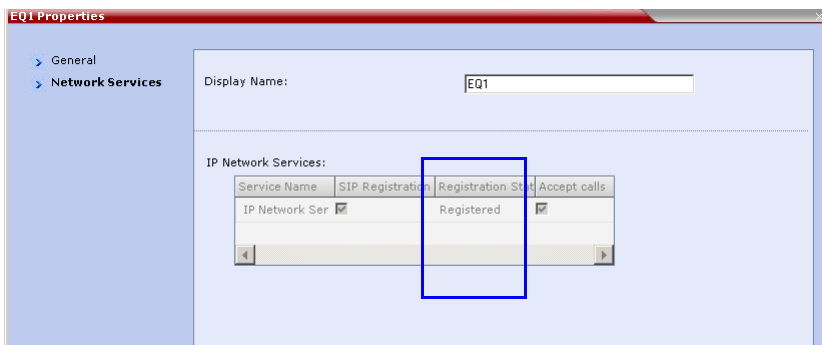 EQ1 Properties
General
Network Services
Display Name:
EQ1
IP Network Services:
Service Name SIP Registration Registration Stat Accept calls
IP Network Ser Registered